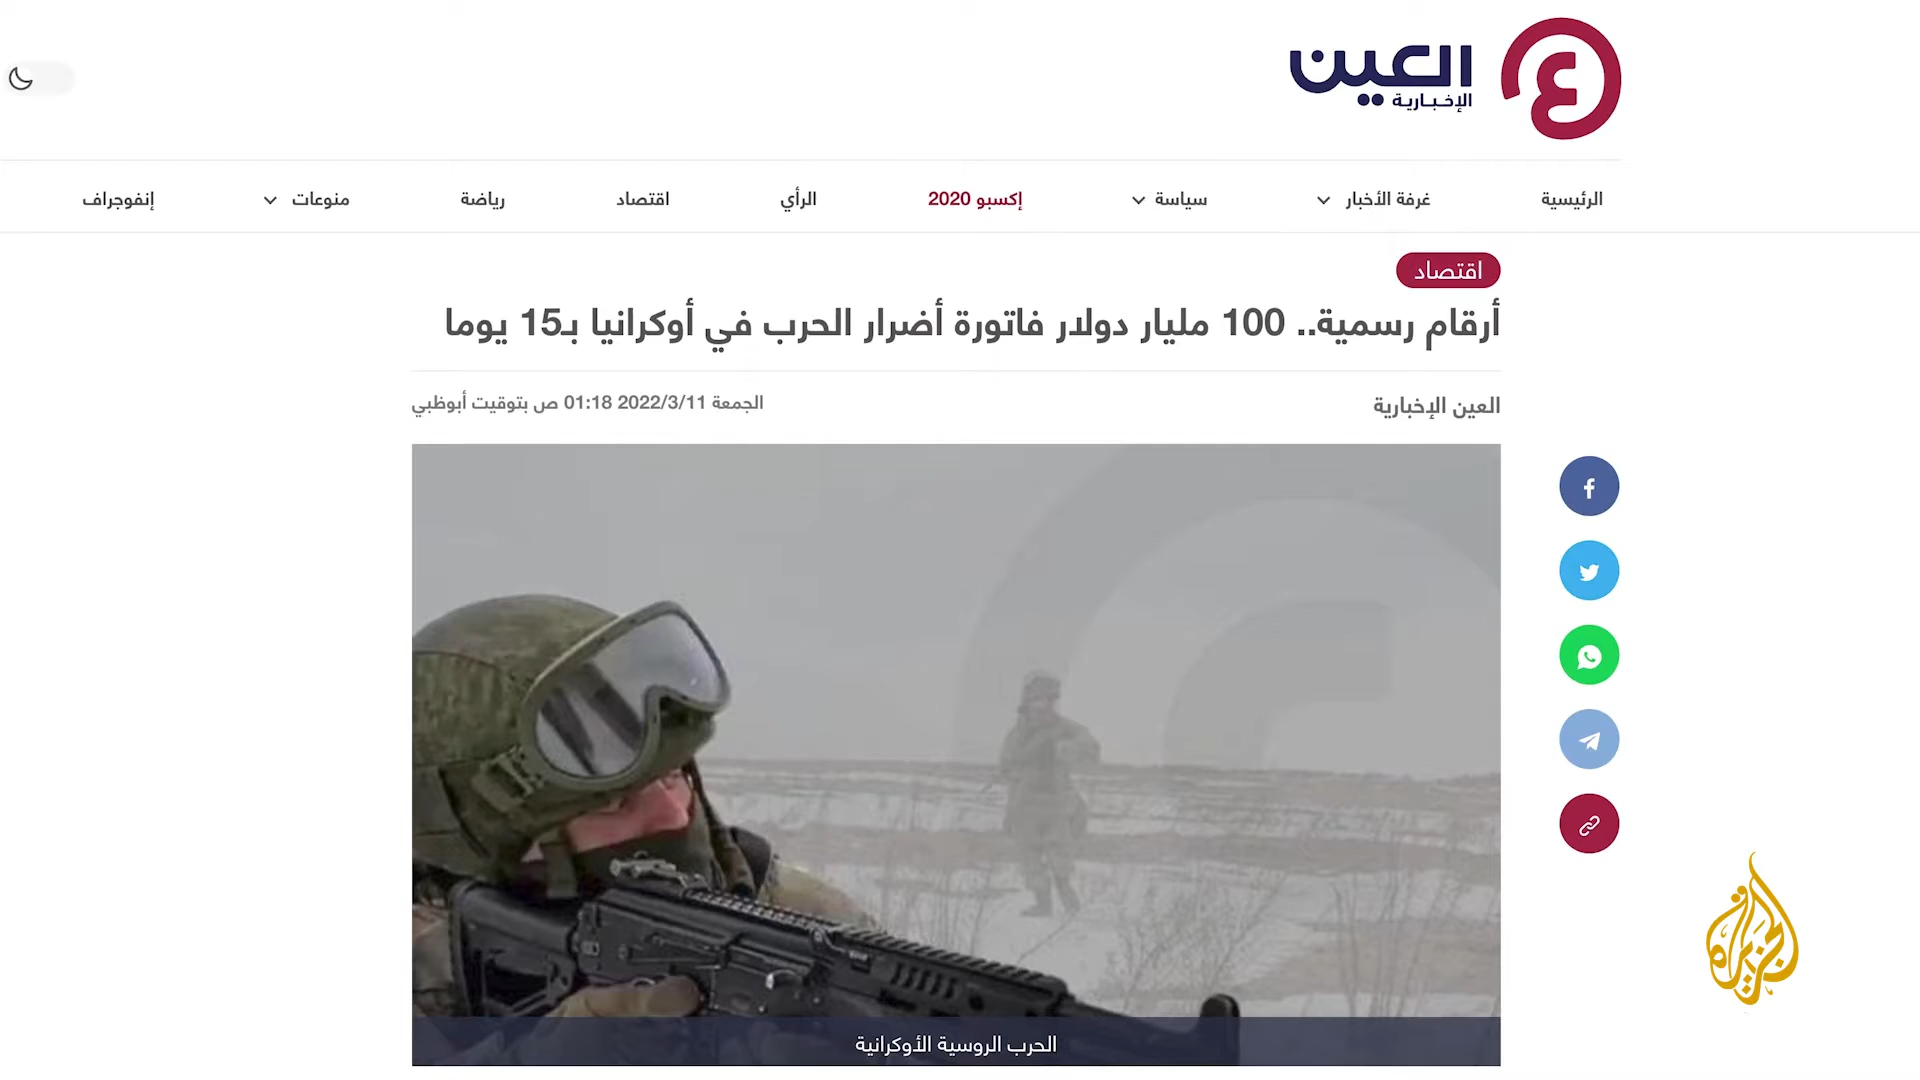 العين
الإخبارية
الرئيسية
غرفة الأخبار
سياسة
إكسبو 2020
الرأي
اقتصاد
رياضة
منوعات
إنفوجراف
اقتصاد
أرقام رسمية.. 100 مليار دولار فاتورة أضرار الحرب في أوكرانيا بـ15 يوما
العين الإخبارية
الجمعة 2022/3/11 01:18 ص بتوقيت أبوظبي
الحرب الروسية الأوكرانية
الجزيرة